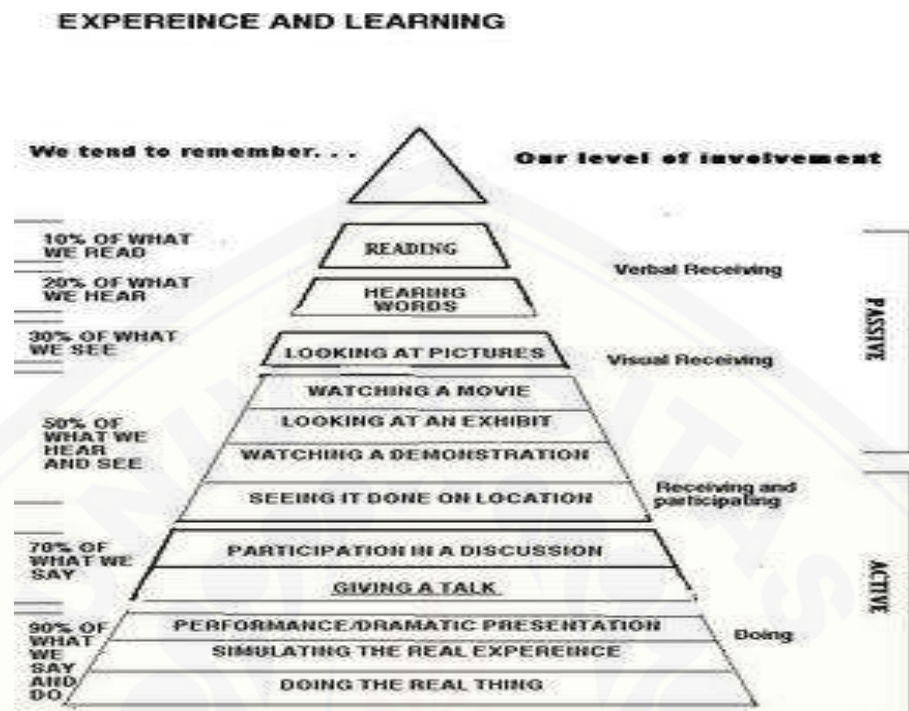 EXPEREINCE AND LEARNING
We tend to remember. . .
Our level of involvement
10% OF WHAT
WE READ
READING
Verbal Receiving
20% OF WHAT
WE HEAR
HEARING
WORDS
30% OF WHAT
WE SEE
LOOKING AT PICTURES
Visual Receiving
PASSIVE
50% OF
WHAT WE
HEAR
AND SEE
WATCHING A MOVIE
LOOKING AT AN EXHIBIT
WATCHING A DEMONSTRATION
SEEING IT DONE ON LOCATION
Receiving and
participating
70% OF
WHAT WE
SAY
PARTICIPATION IN A DISCUSSION
GIVING A TALK
ACTIVE
90% OF
WHAT
WE
SAY
AND
DO
PERFORMANCE/DRAMATIC PRESENTATION
SIMULATING THE REAL EXPEREINCE
DOING THE REAL THING
Doing